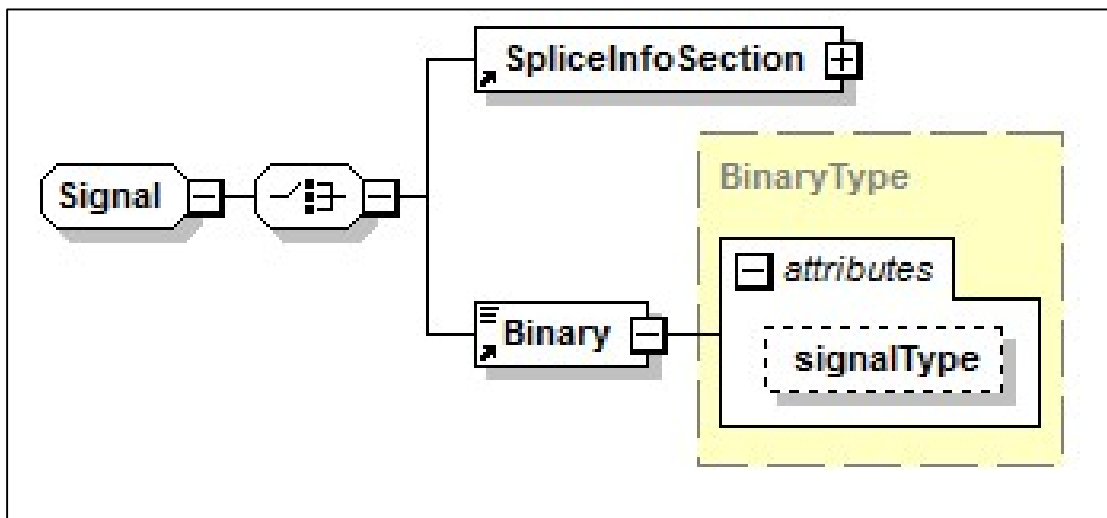 SpliceInfoSection
BinaryType
Signal
attributes
Binary
signalType